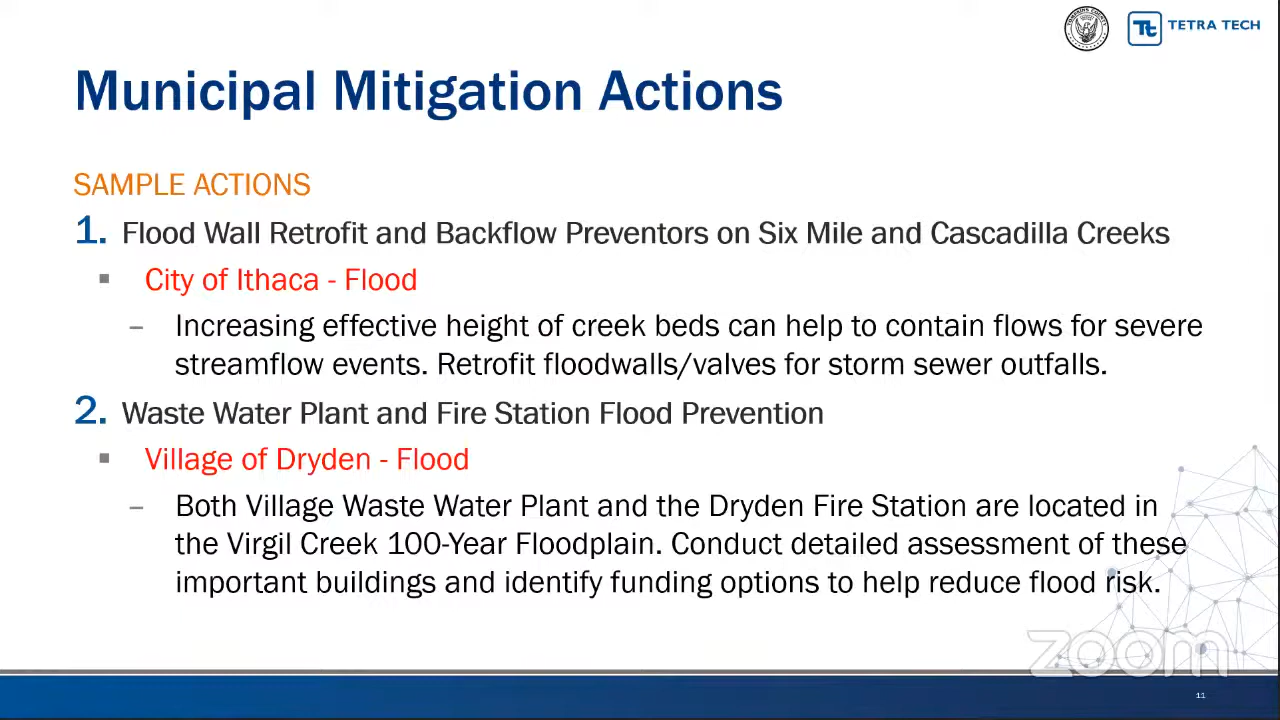 TETRA TECH
Municipal Mitigation Actions
SAMPLE ACTIONS
1. Flood Wall Retrofit and Backflow Preventors on Six Mile and Cascadilla Creeks
▪ City of Ithaca - Flood
– Increasing effective height of creek beds can help to contain flows for severe
streamflow events. Retrofit floodwalls/valves for storm sewer outfalls.
2. Waste Water Plant and Fire Station Flood Prevention
▪ Village of Dryden - Flood
– Both Village Waste Water Plant and the Dryden Fire Station are located in
the Virgil Creek 100-Year Floodplain. Conduct detailed assessment of these
important buildings and identify funding options to help reduce flood risk.
zoom
11